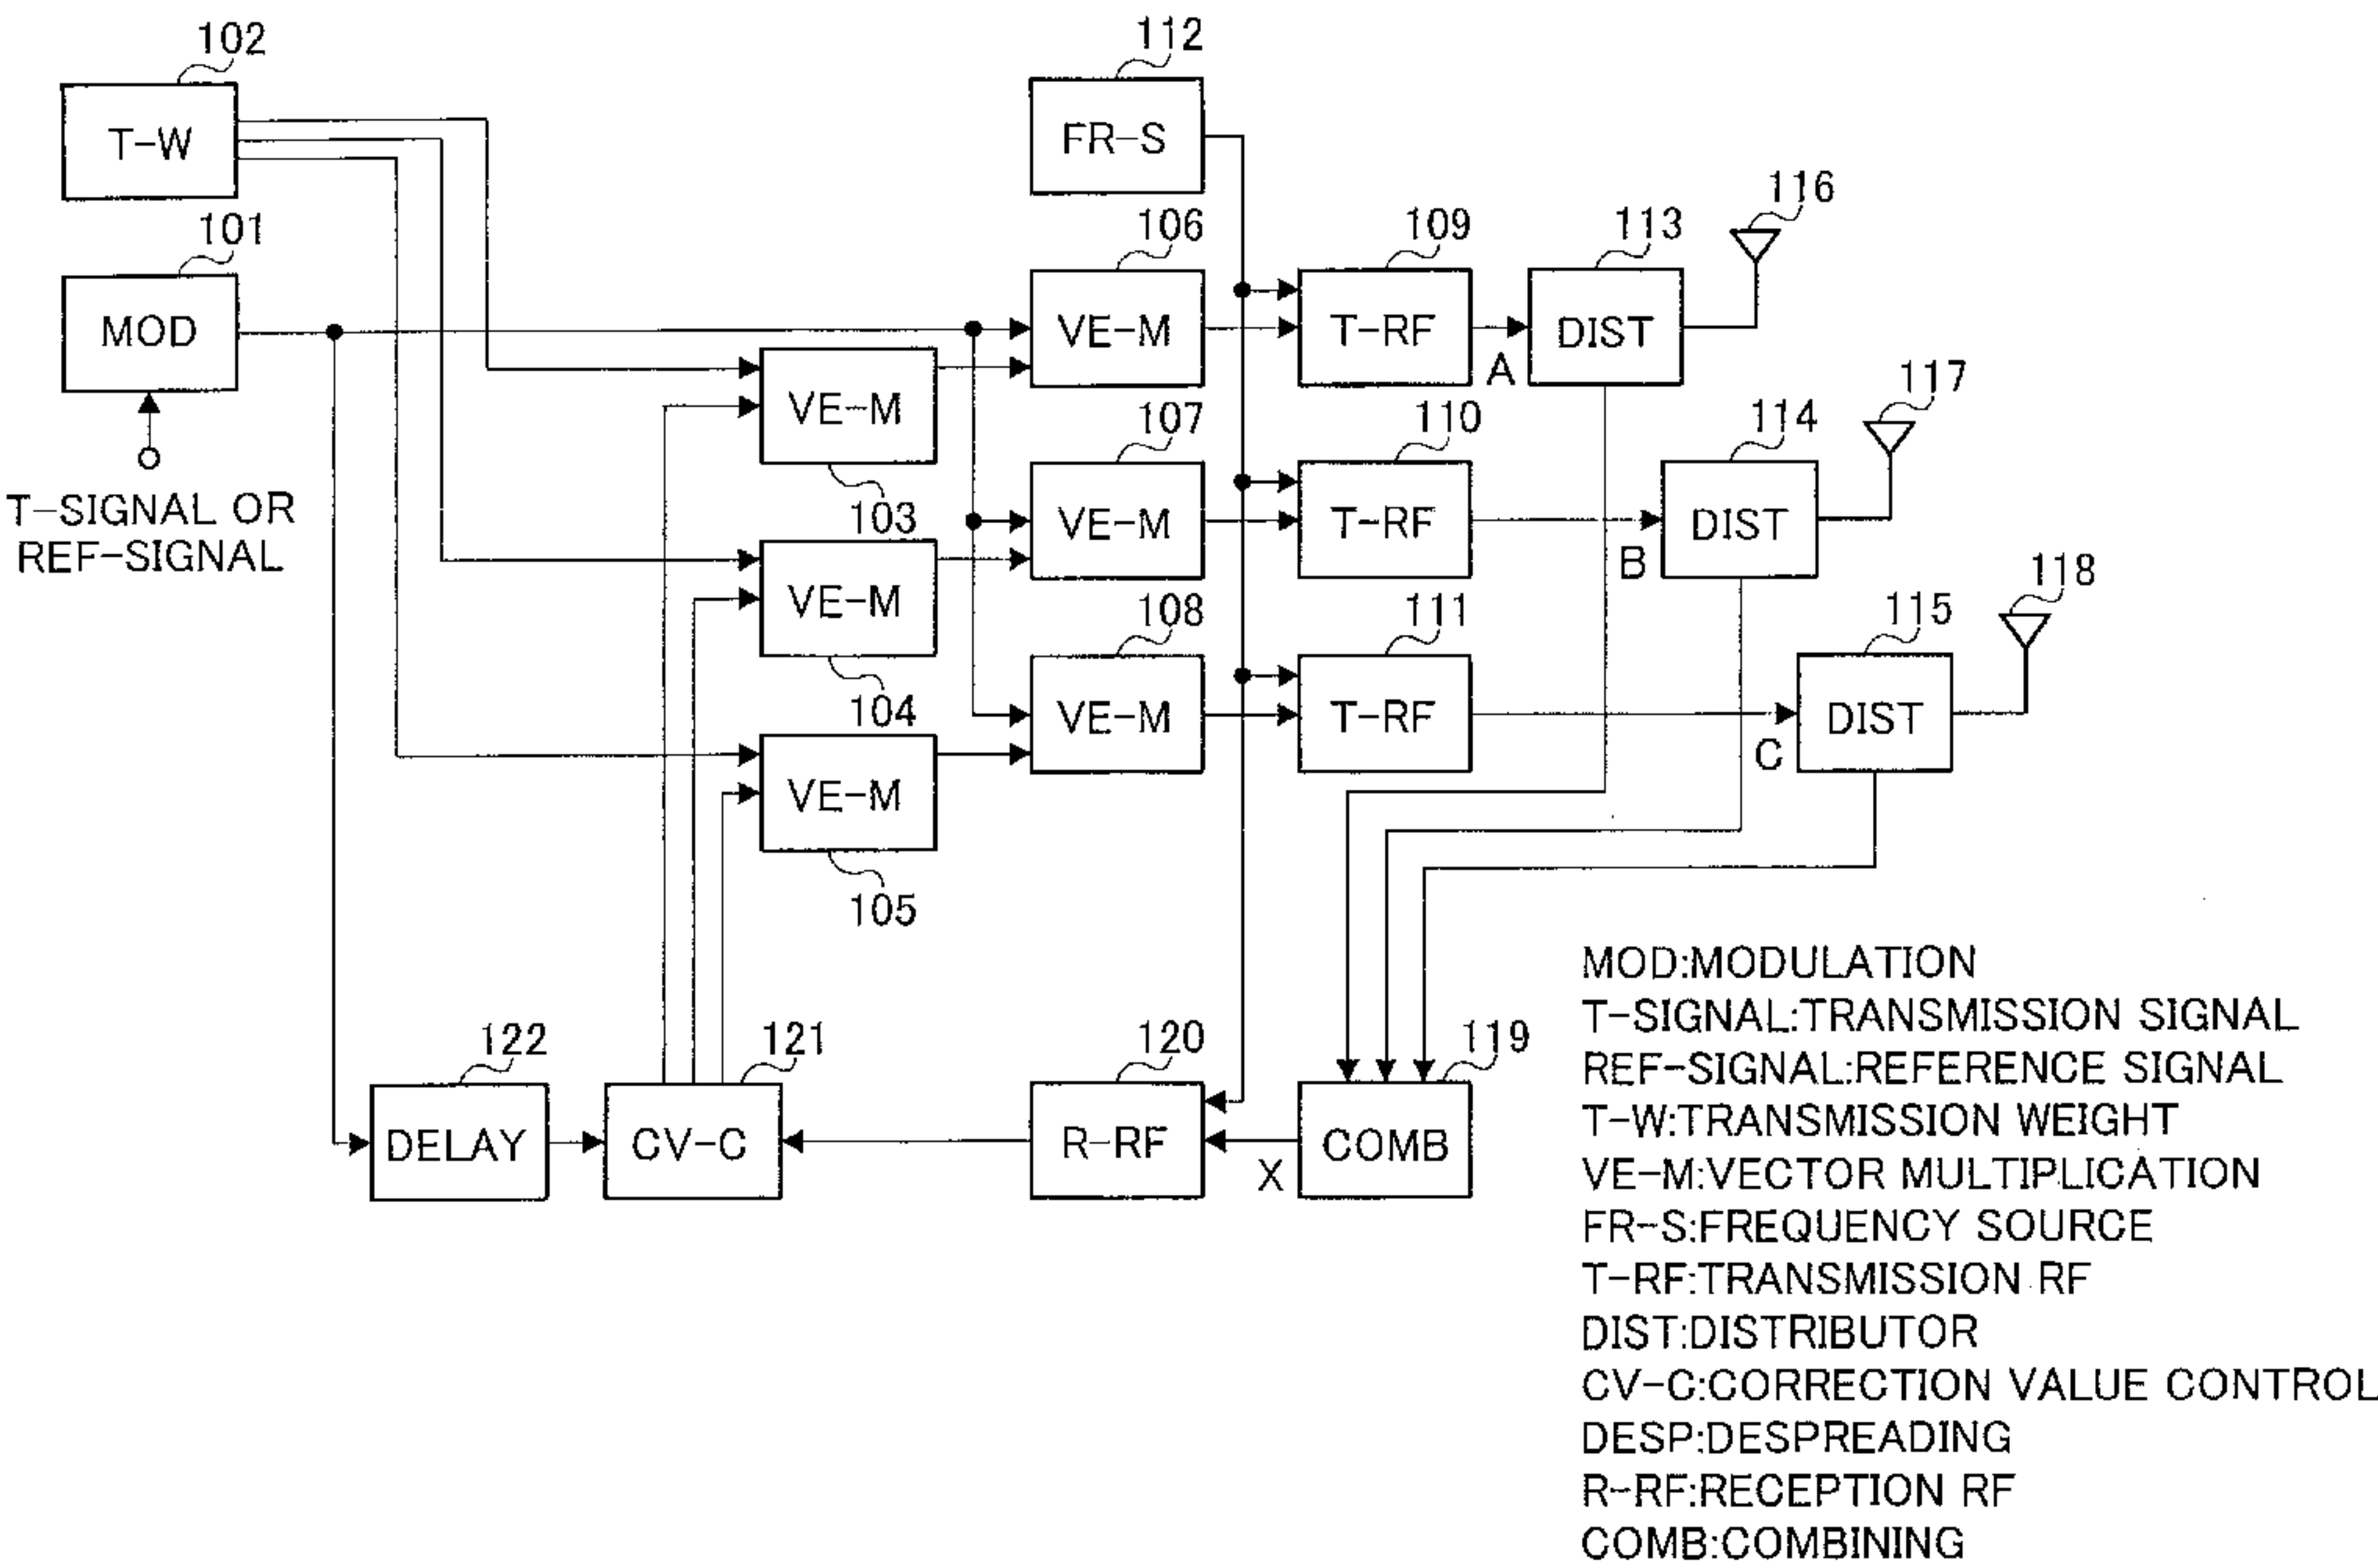 102
112
T-W
FR-S
116
101
106
109
113
MOD
VE-M
T-RF
DIST
A
117
VE-M
107
110
114
T-SIGNAL OR
REF-SIGNAL
103
VE-M
T-RF
DIST
B
118
VE-M
108
111
115
104
VE-M
T-RF
DIST
C
VE-M
105
122
121
120
119
DELAY
CV-C
R-RF
X
COMB
MOD:MODULATION
T-SIGNAL:TRANSMISSION SIGNAL
REF-SIGNAL:REFERENCE SIGNAL
T-W:TRANSMISSION WEIGHT
VE-M:VECTOR MULTIPLICATION
FR-S:FREQUENCY SOURCE
T-RF:TRANSMISSION RF
DIST:DISTRIBUTOR
CV-C:CORRECTION VALUE CONTROL
DESP:DESPREADING
R-RF:RECEPTION RF
COMB:COMBINING